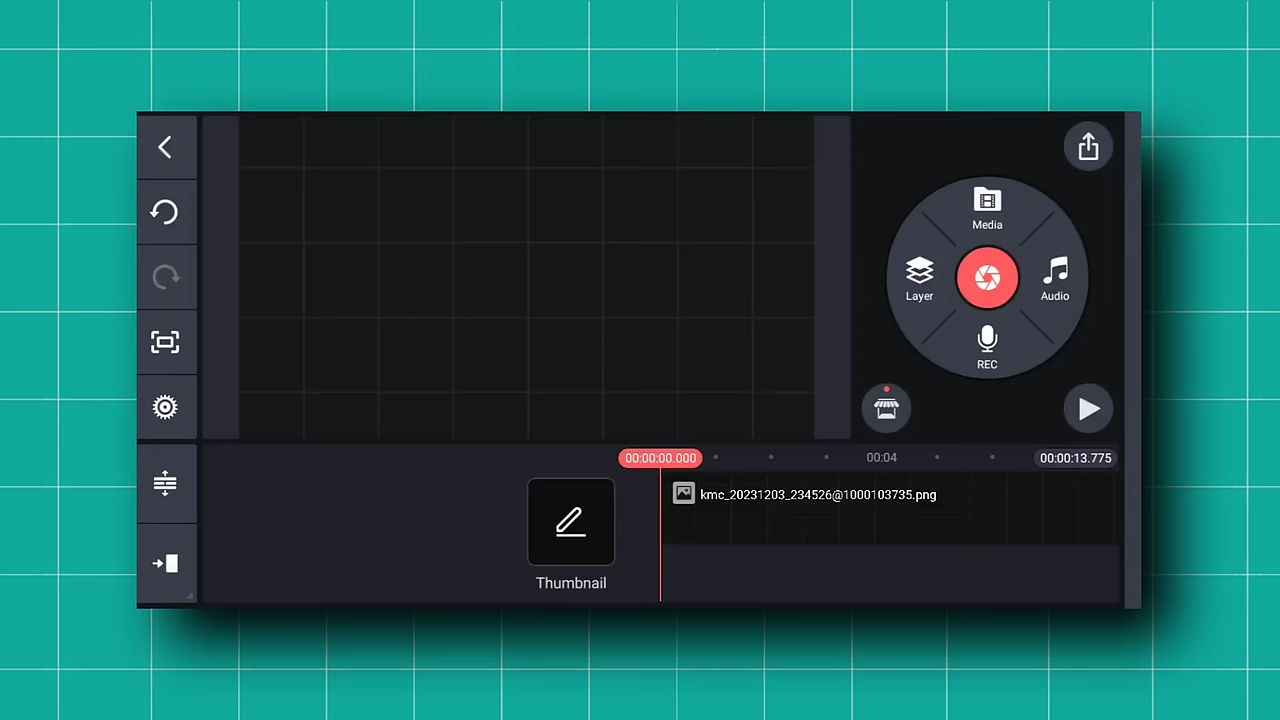 Media
Layer
Audio
REC
00:00:00.000
00:04
00:00:13.775
kmc_20231203_234526@1000103735.png
Thumbnail